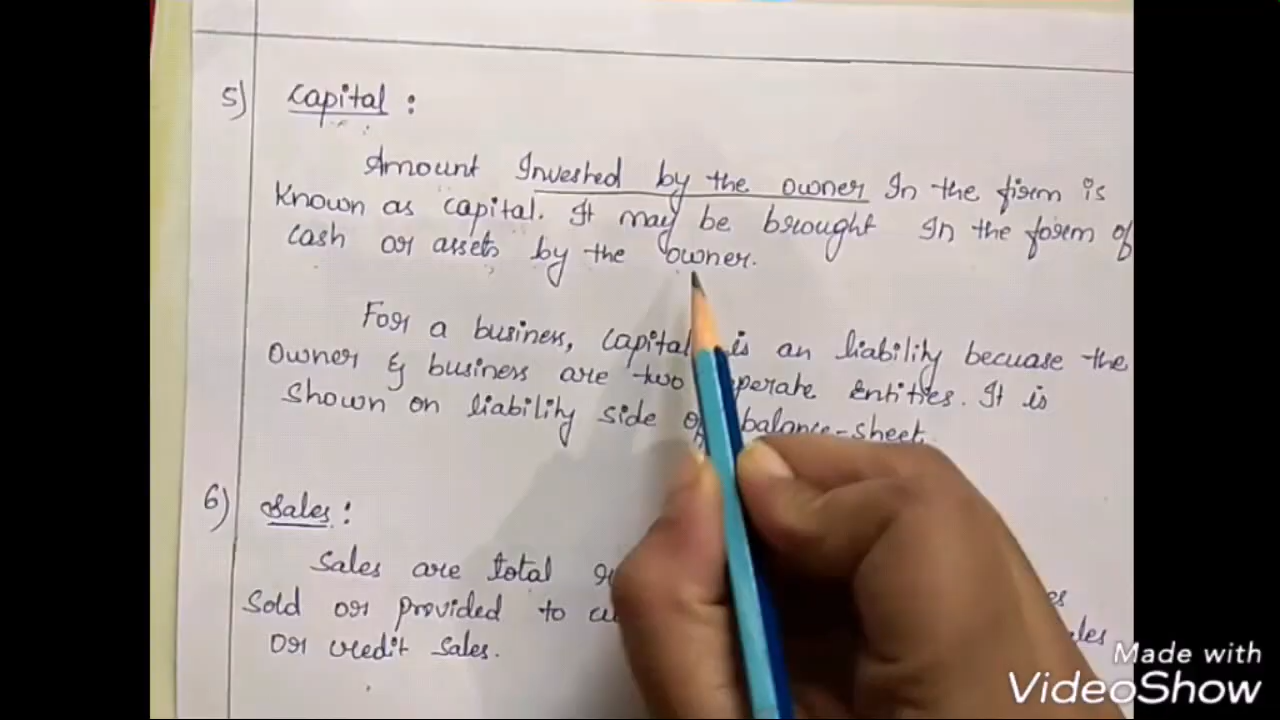 5) Capital :
Amount Invested by the owner In the firm is
known as capital. It may be brought In the form of
cash or assets by the owner.
For a business, capital is an liability becuase the
owner & business are two perate entities. It is
shown on liability side of balance-sheet.
6) Sales :
Sales are total
sold or provided to
or credit sales.
Made with
VideoShow